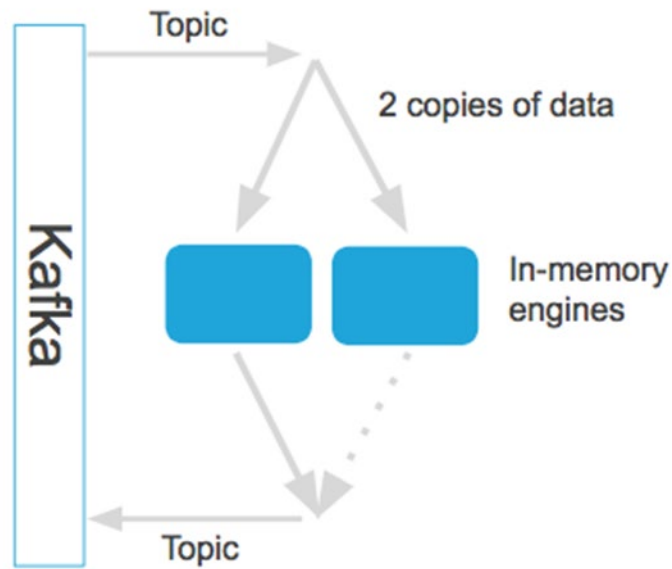 Topic
2 copies of data
Kafka
In-memory
engines
Topic